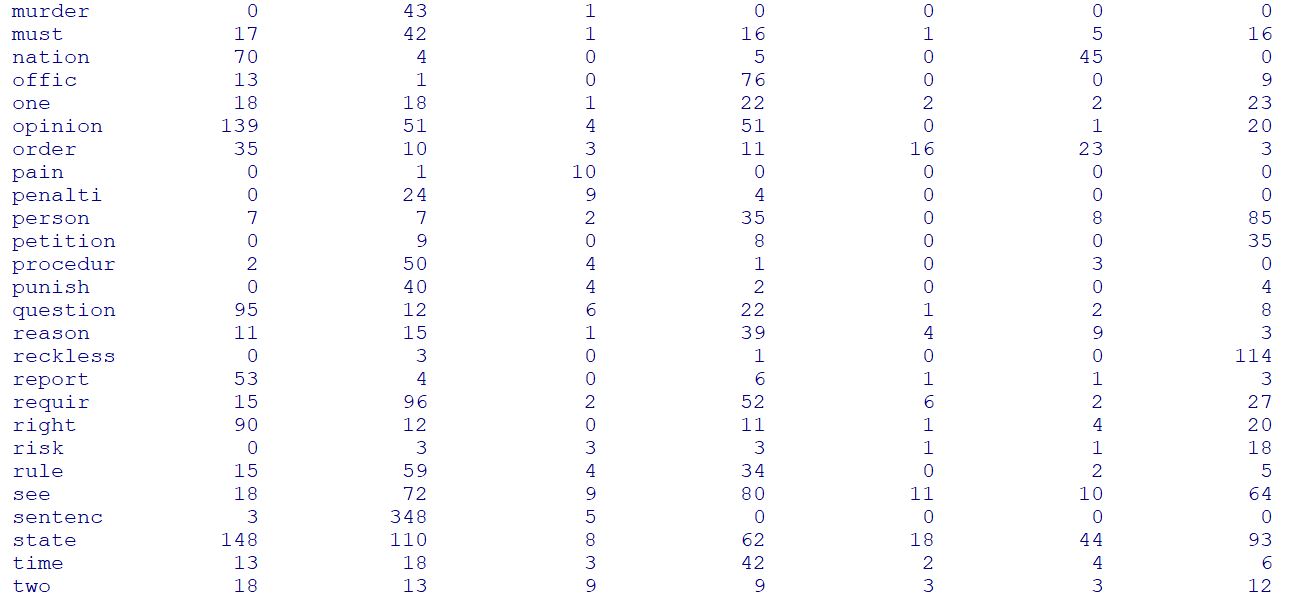 murder 0 43 1 0 0 0 0
must 17 42 1 16 1 5 16
nation 70 4 0 5 0 45 0
offic 13 1 0 76 0 0 9
one 18 18 1 22 2 2 23
opinion 139 51 4 51 0 1 20
order 35 10 3 11 16 23 3
pain 0 1 10 0 0 0 0
penalti 0 24 9 4 0 0 0
person 7 7 2 35 0 8 85
petition 0 9 0 8 0 0 35
procedur 2 50 4 1 0 3 0
punish 0 40 4 2 0 0 4
question 95 12 6 22 1 2 8
reason 11 15 1 39 4 9 3
reckless 0 3 0 1 0 0 114
report 53 4 0 6 1 1 3
requir 15 96 2 52 6 2 27
right 90 12 0 11 1 4 20
risk 0 3 3 3 1 1 18
rule 15 59 4 34 0 2 5
see 18 72 9 80 11 10 64
sentenc 3 348 5 0 0 0 0
state 148 110 8 62 18 44 93
time 13 18 3 42 2 4 6
two 18 13 9 9 3 3 12